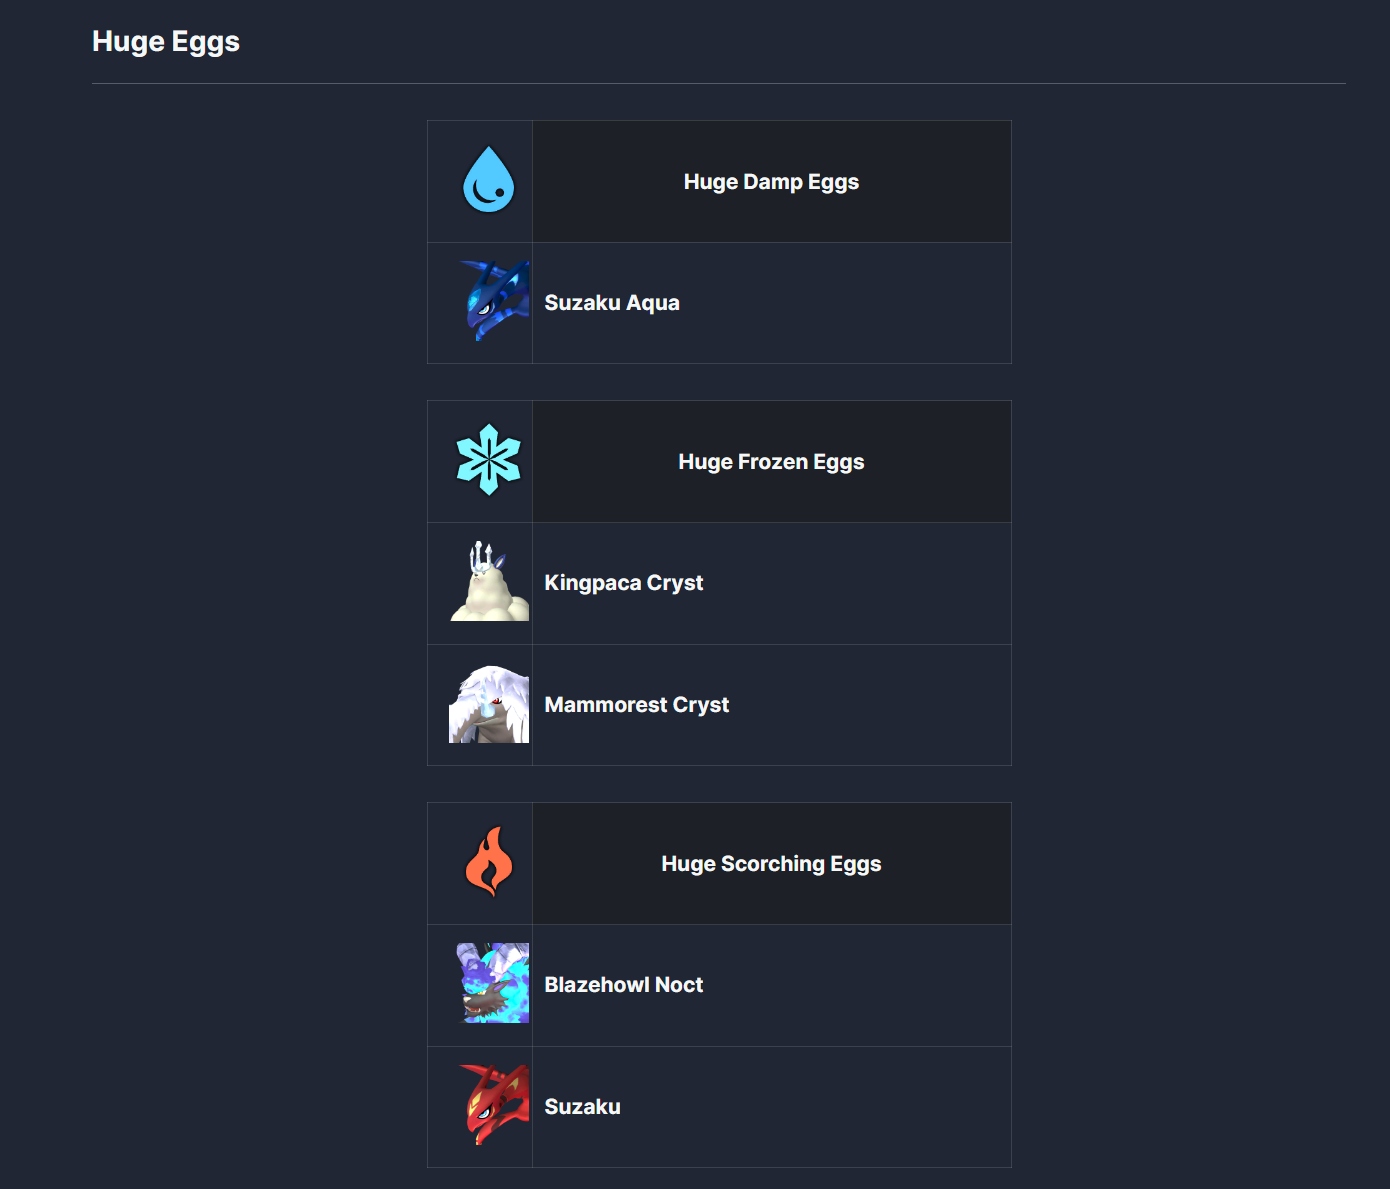 Huge Eggs
Huge Damp Eggs
Suzaku Aqua
Huge Frozen Eggs
Kingpaca Cryst
Mammorest Cryst
Huge Scorching Eggs
Blazehowl Noct
Suzaku